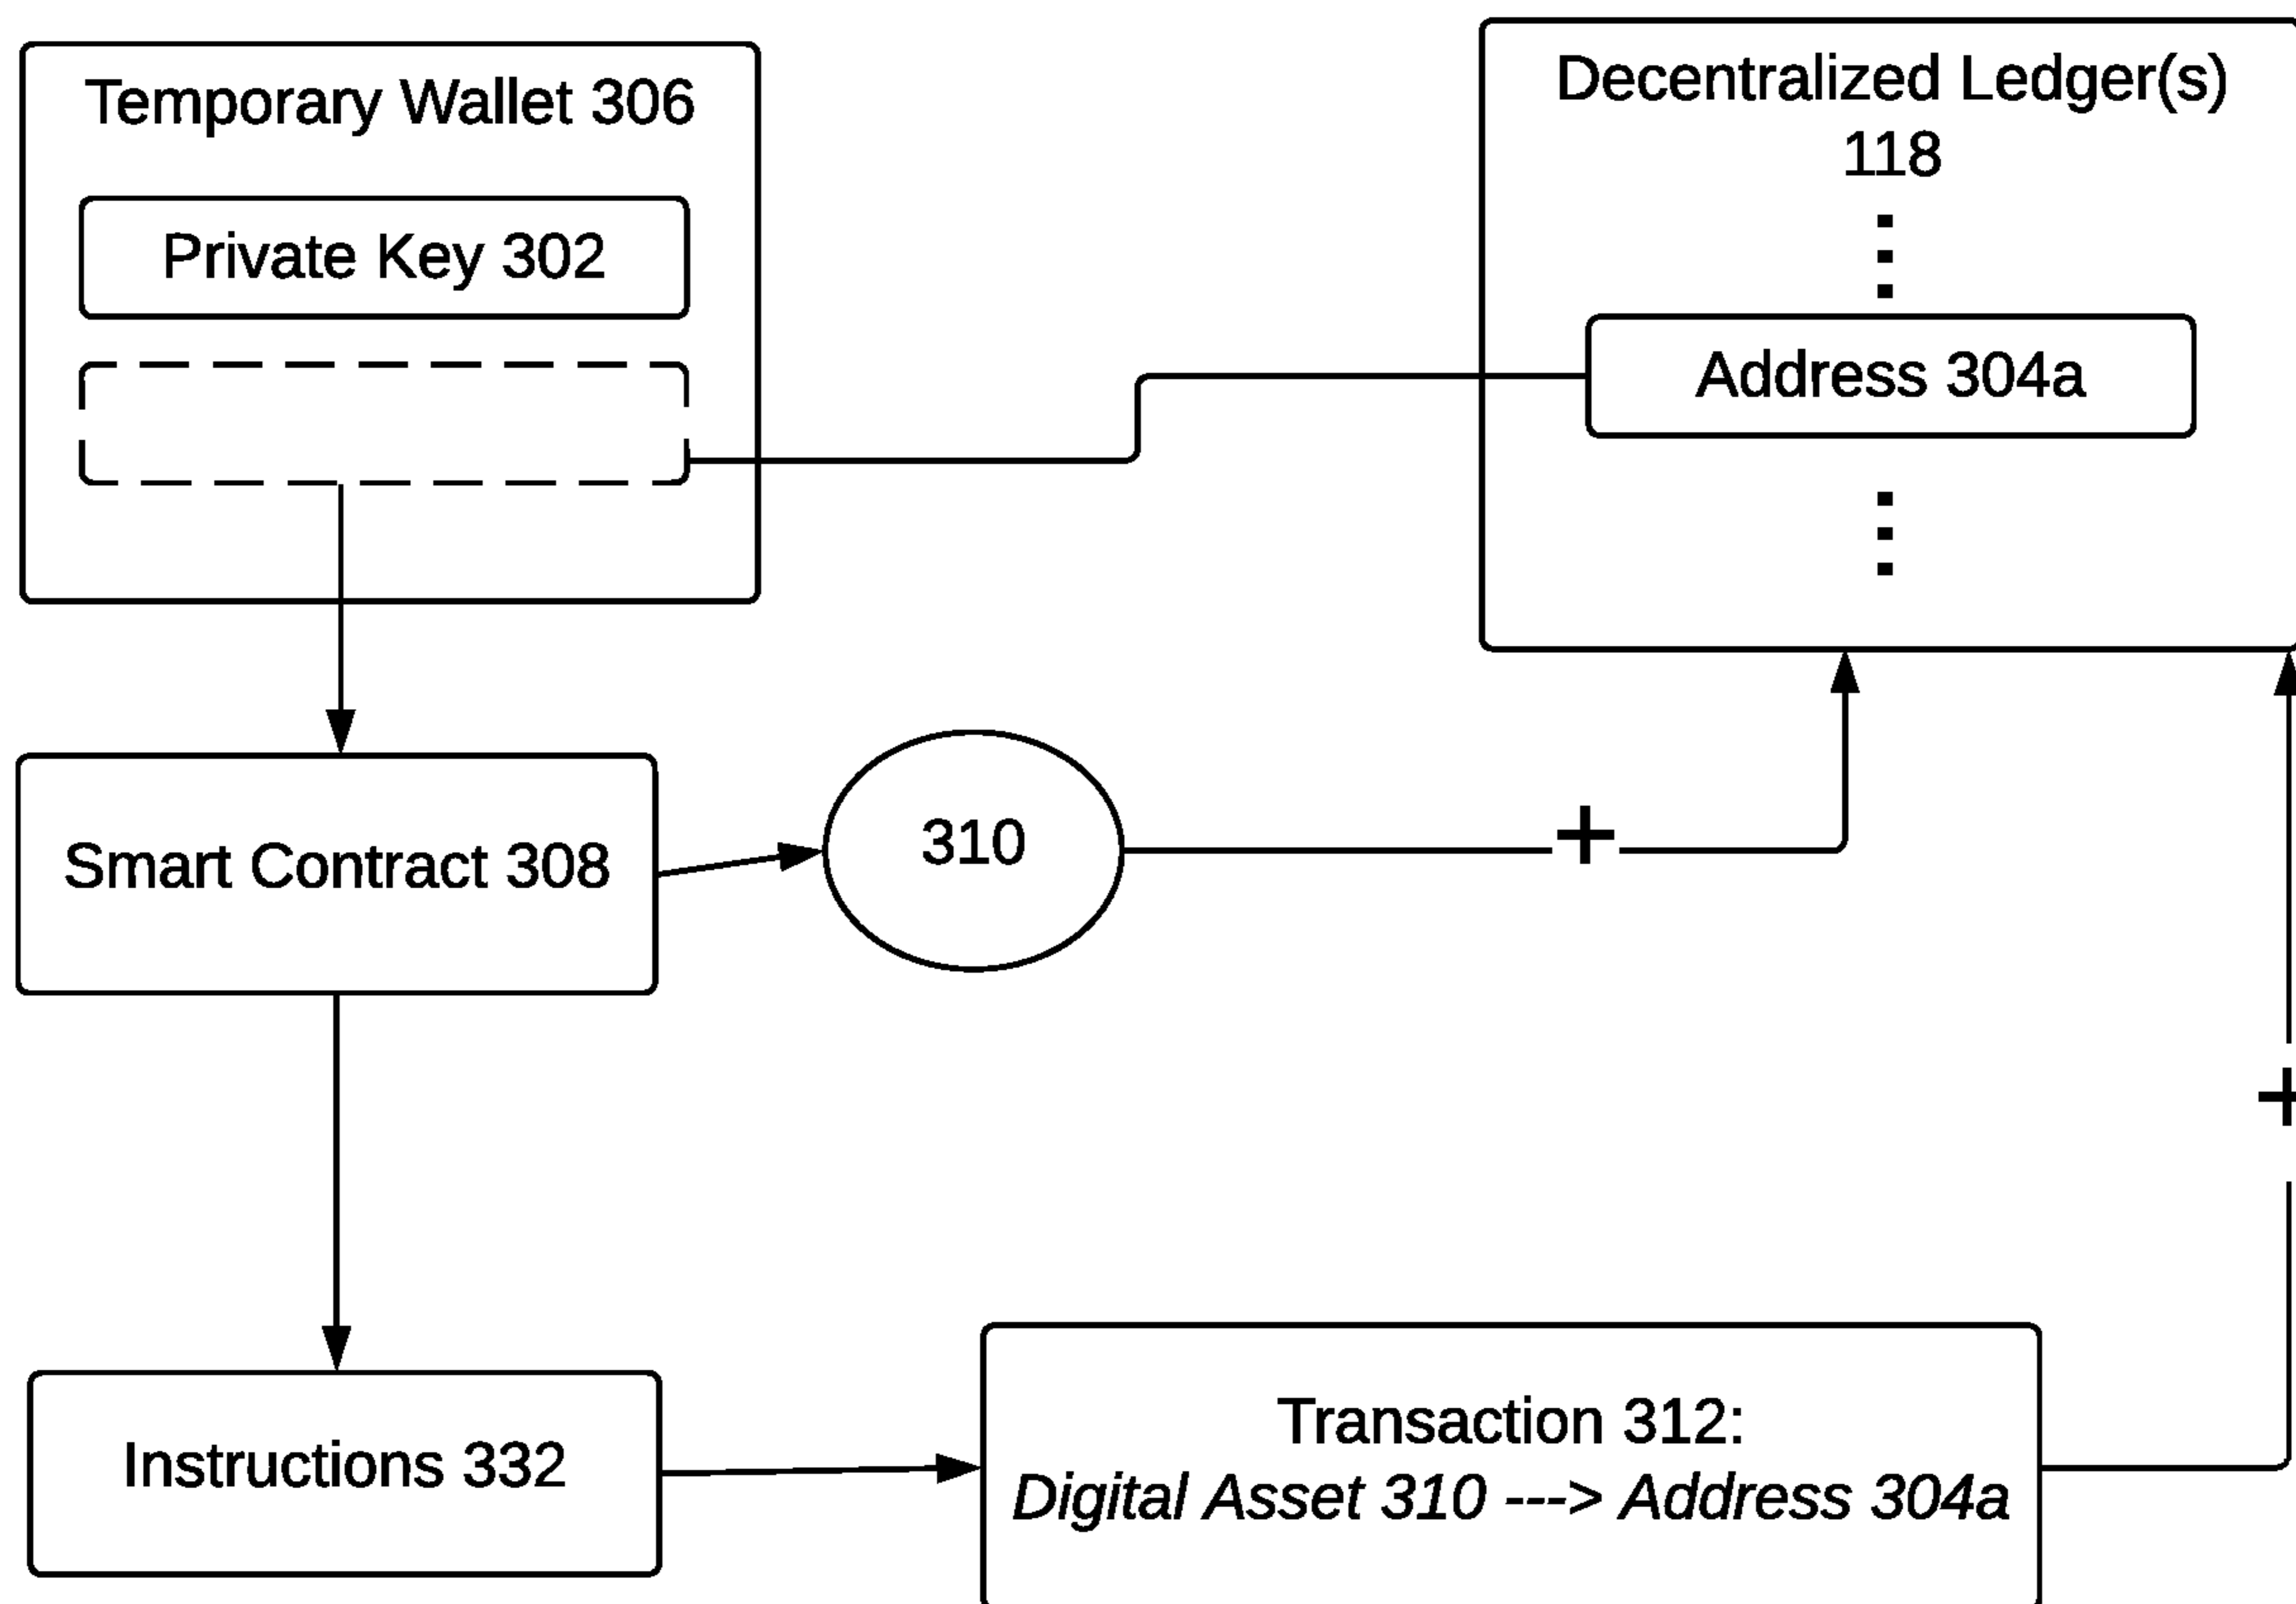 Temporary Wallet 306
Private Key 302
Decentralized Ledger(s)
118
Address 304a
Smart Contract 308
310
+
+
Instructions 332
Transaction 312:
Digital Asset 310 ---> Address 304a